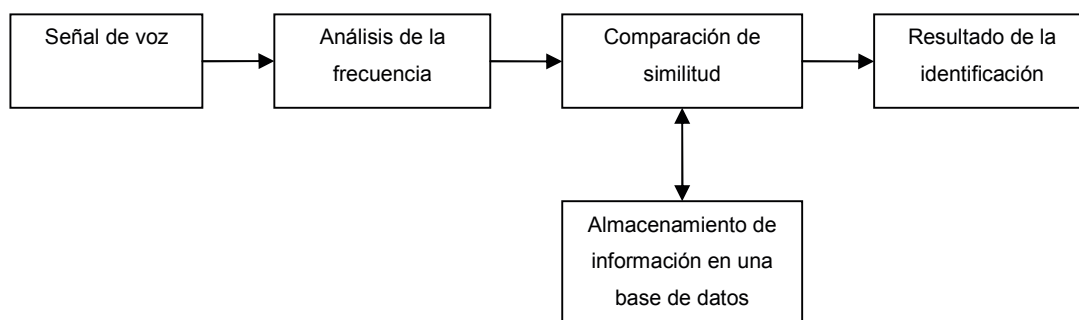 Señal de voz
Análisis de la
frecuencia
Comparación de
similitud
Resultado de la
identificación
Almacenamiento de
información en una
base de datos